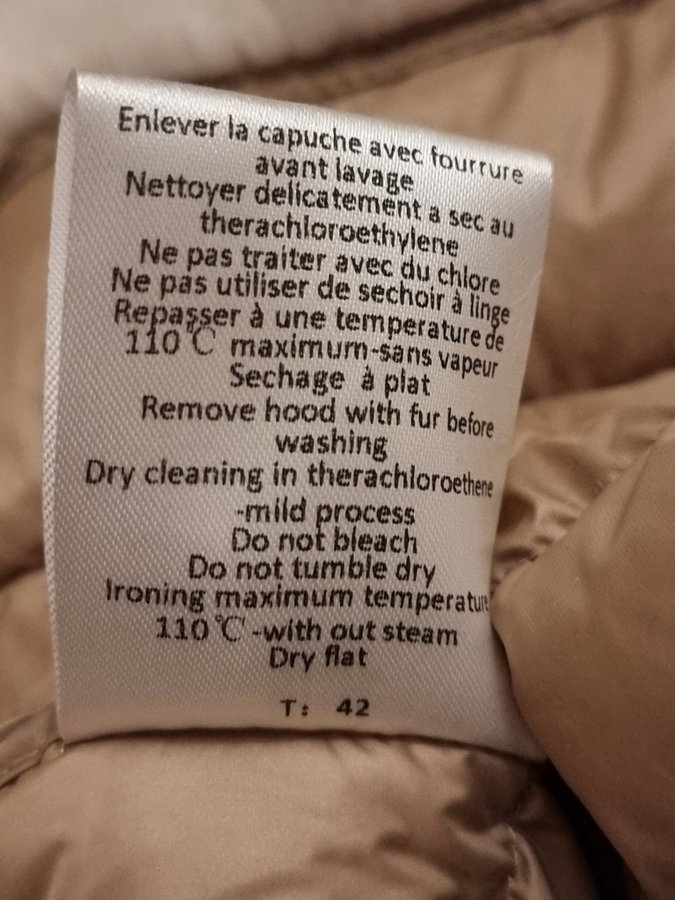 Enlever la capuche avec fourrure
avant lavage
Nettoyer delicatement a sec au
therachloroethylene
Ne pas traiter avec du chlore
Ne pas utiliser de sechoir à linge
Repasser à une temperature de
110℃ maximum-sans vapeur
Sechage à plat
Remove hood with fur before
washing
Dry cleaning in therachloroethene
-mild process
Do not bleach
Do not tumble dry
Ironing maximum temperature
110℃-with out steam
Dry flat
T: 42